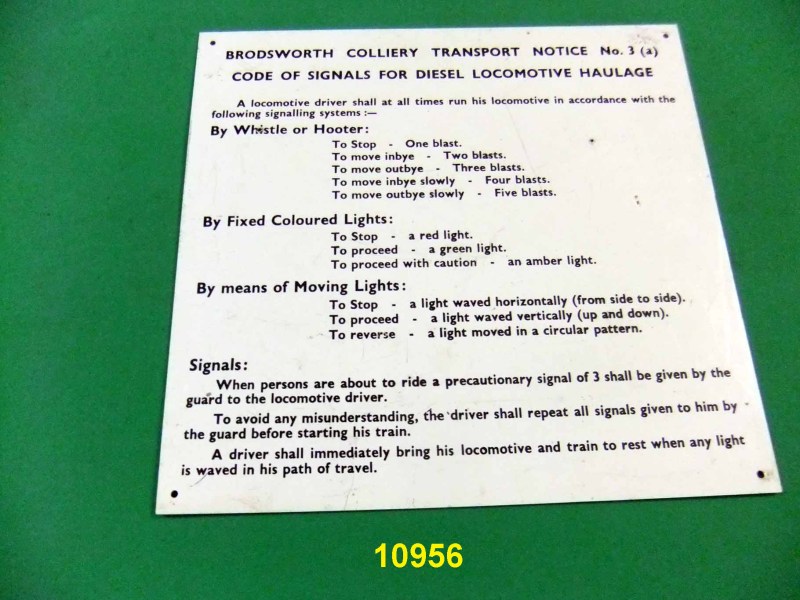 BRODSWORTH COLLIERY TRANSPORT NOTICE No. 3 (a)
CODE OF SIGNALS FOR DIESEL LOCOMOTIVE HAULAGE
A locomotive driver shall at all times run his locomotive in accordance with the
following signalling systems :—
By Whistle or Hooter:
To Stop - One blast.
To move inbye - Two blasts.
To move outbye - Three blasts.
To move inbye slowly - Four blasts.
To move outbye slowly - Five blasts.
By Fixed Coloured Lights:
To Stop - a red light.
To proceed - a green light.
To proceed with caution - an amber light.
By means of Moving Lights:
To Stop - a light waved horizontally (from side to side).
To proceed - a light waved vertically (up and down).
To reverse - a light moved in a circular pattern.
Signals:
When persons are about to ride a precautionary signal of 3 shall be given by the
guard to the locomotive driver.
To avoid any misunderstanding, the driver shall repeat all signals given to him by
the guard before starting his train.
A driver shall immediately bring his locomotive and train to rest when any light
is waved in his path of travel.
10956